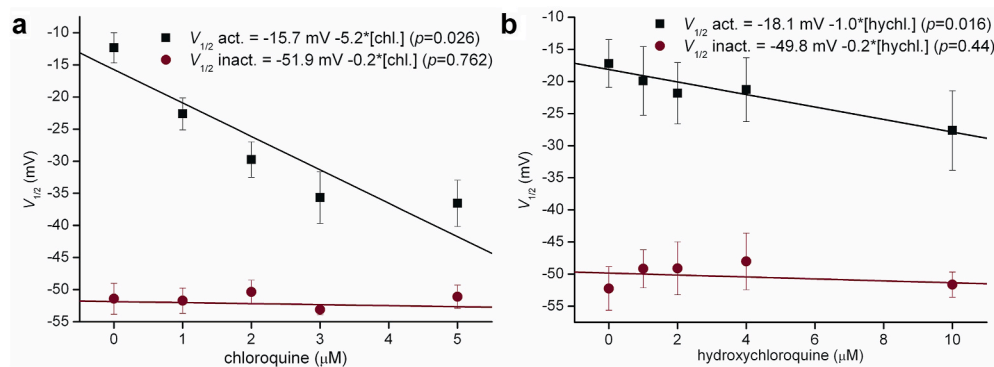 a
V1/2 act. = -15.7 mV -5.2*[chl.] (p=0.026)
V1/2 inact. = -51.9 mV -0.2*[chl.] (p=0.762)
-10
-15
-20
-25
-30
-35
-40
-45
-50
-55
V1/2 (mV)
0 1 2 3 4 5
chloroquine (μM)
b
V1/2 act. = -18.1 mV -1.0*[hychl.] (p=0.016)
V1/2 inact. = -49.8 mV -0.2*[hychl.] (p=0.44)
-10
-15
-20
-25
-30
-35
-40
-45
-50
-55
V1/2 (mV)
0 2 4 6 8 10
hydroxychloroquine (μM)